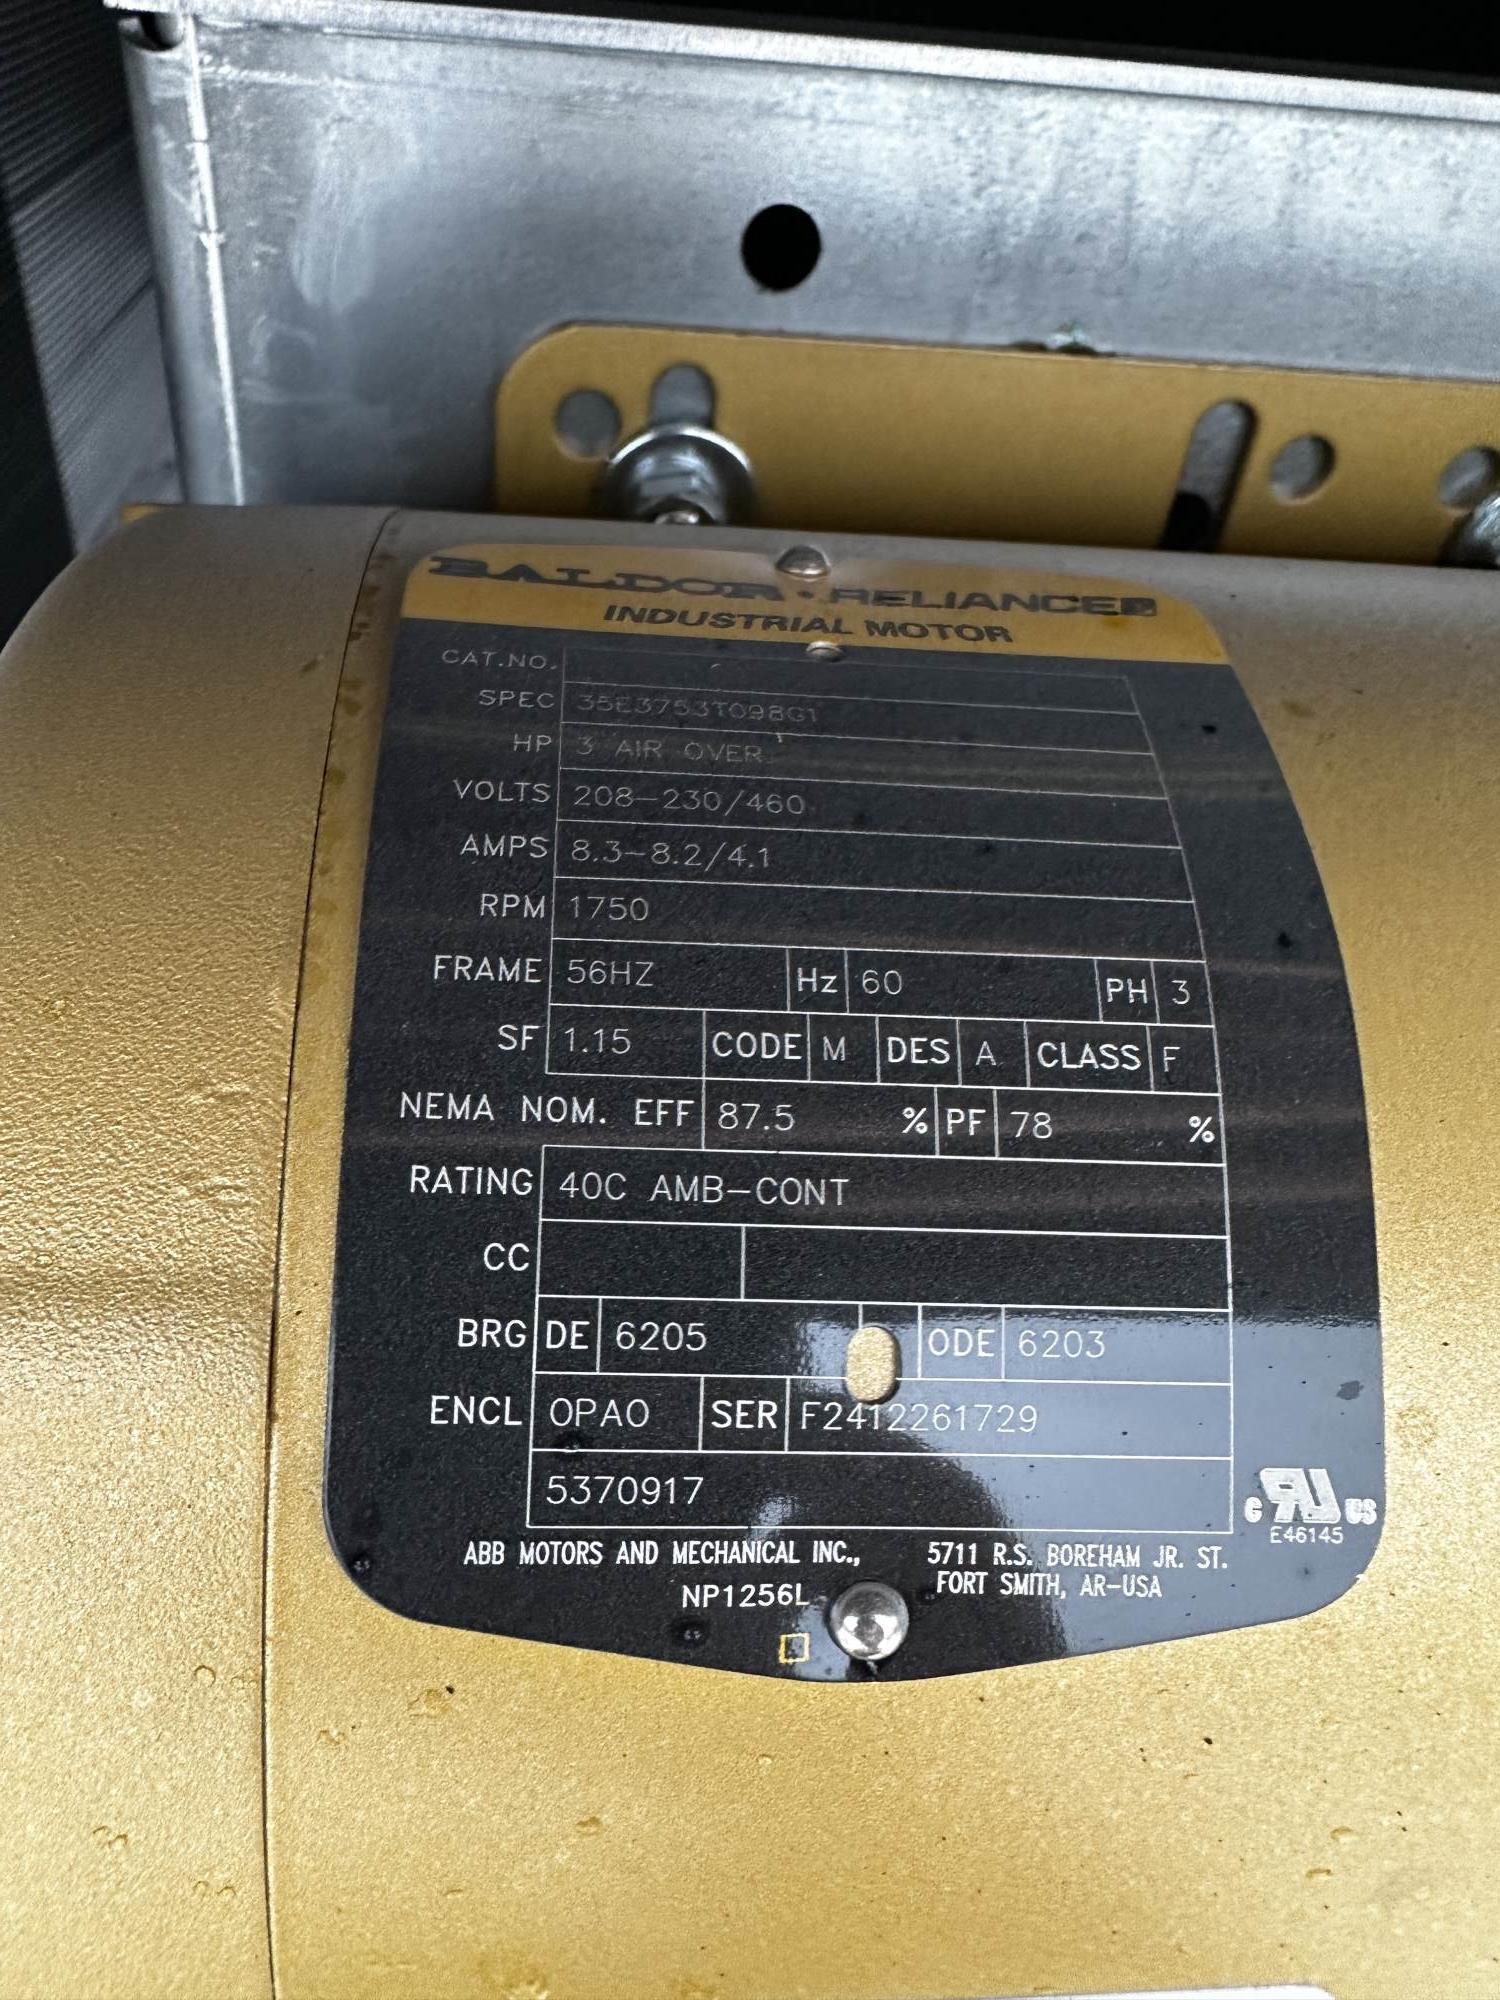 BALDOR · RELIANCER
INDUSTRIAL MOTOR
CAT.NO.
SPEC 35E3753T098G1
HP 3 AIR OVER
VOLTS 208-230/460
AMPS 8.3-8.2/4.1
RPM 1750
FRAME 56HZ Hz 60 PH 3
SF 1.15 CODE M DES A CLASS F
NEMA NOM. EFF 87.5 % PF 78 %
RATING 40C AMB-CONT
CC
BRG DE 6205 ODE 6203
ENCL OPAO SER F2412261729
5370917
C RU US
E46145
ABB MOTORS AND MECHANICAL INC., 5711 R.S. BOREHAM JR. ST.
NP1256L FORT SMITH, AR-USA